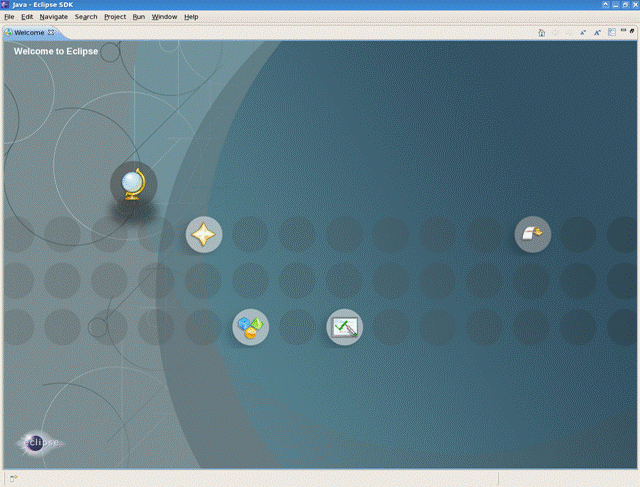 Java - Eclipse SDK
File Edit Navigate Search Project Run Window Help
Welcome
Welcome to Eclipse
eclipse